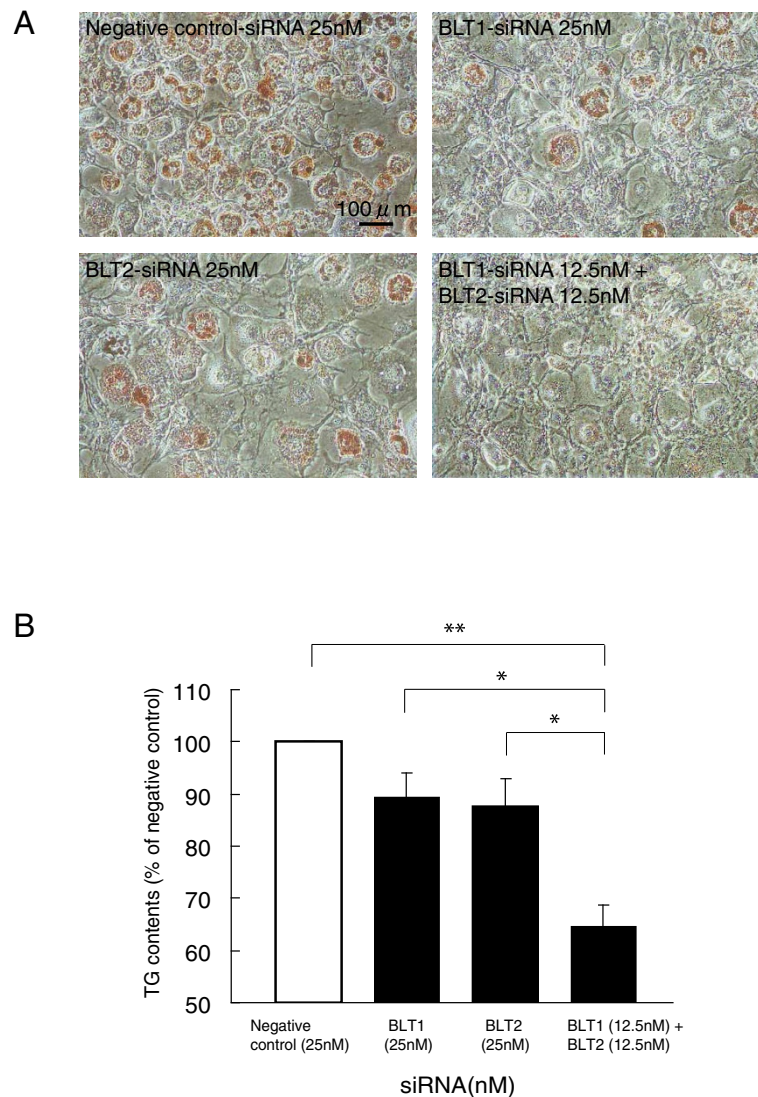 A
Negative control-siRNA 25nM
BLT1-siRNA 25nM
100 μm
BLT2-siRNA 25nM
BLT1-siRNA 12.5nM +
BLT2-siRNA 12.5nM
B
**
*
*
TG contents (% of negative control)
110
100
90
80
70
60
50
Negative
control (25nM)
BLT1
(25nM)
BLT2
(25nM)
BLT1 (12.5nM) +
BLT2 (12.5nM)
siRNA(nM)